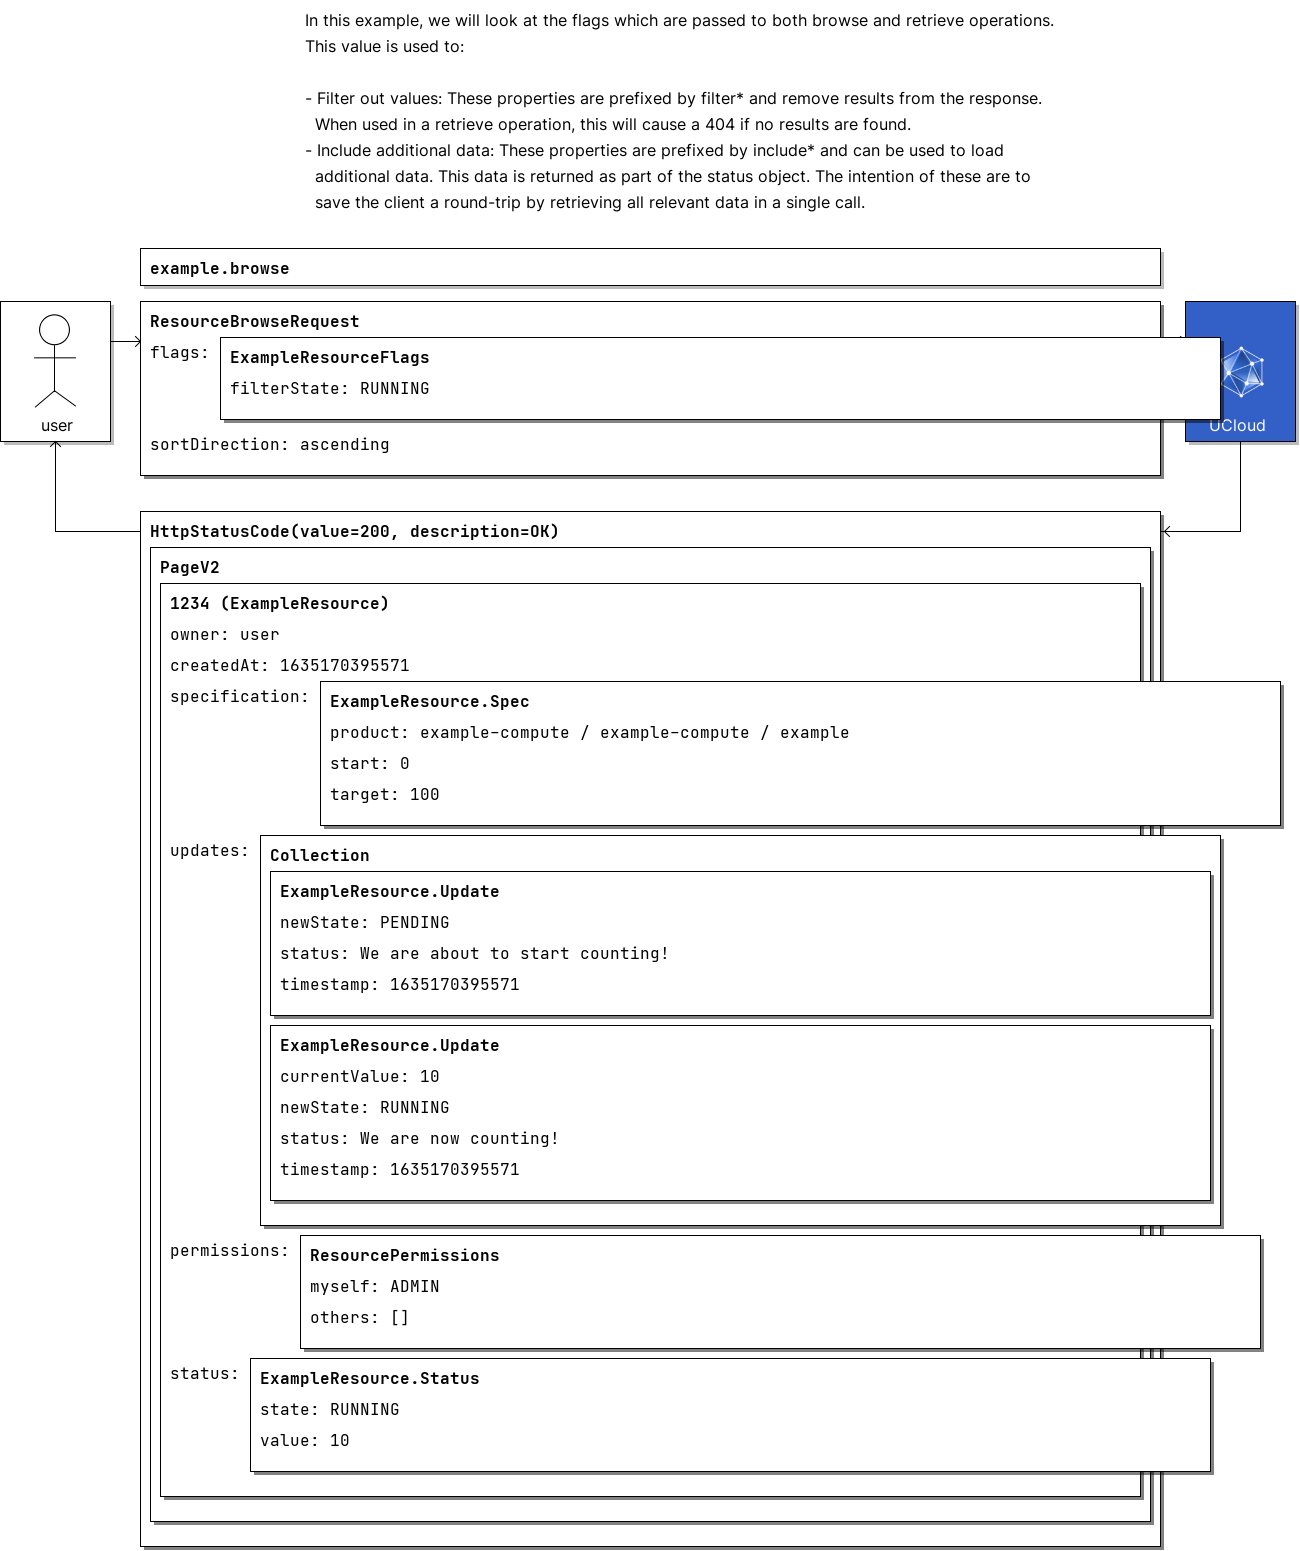 In this example, we will look at the flags which are passed to both browse and retrieve operations.
This value is used to:
- Filter out values: These properties are prefixed by filter* and remove results from the response.
When used in a retrieve operation, this will cause a 404 if no results are found.
- Include additional data: These properties are prefixed by include* and can be used to load
additional data. This data is returned as part of the status object. The intention of these are to
save the client a round-trip by retrieving all relevant data in a single call.
example.browse
ResourceBrowseRequest
flags:
ExampleResourceFlags
filterState: RUNNING
sortDirection: ascending
user
UCloud
HttpStatusCode(value=200, description=OK)
PageV2
1234 (ExampleResource)
owner: user
createdAt: 1635170395571
specification:
ExampleResource.Spec
product: example-compute / example-compute / example
start: 0
target: 100
updates:
Collection
ExampleResource.Update
newState: PENDING
status: We are about to start counting!
timestamp: 1635170395571
ExampleResource.Update
currentValue: 10
newState: RUNNING
status: We are now counting!
timestamp: 1635170395571
permissions:
ResourcePermissions
myself: ADMIN
others: []
status:
ExampleResource.Status
state: RUNNING
value: 10